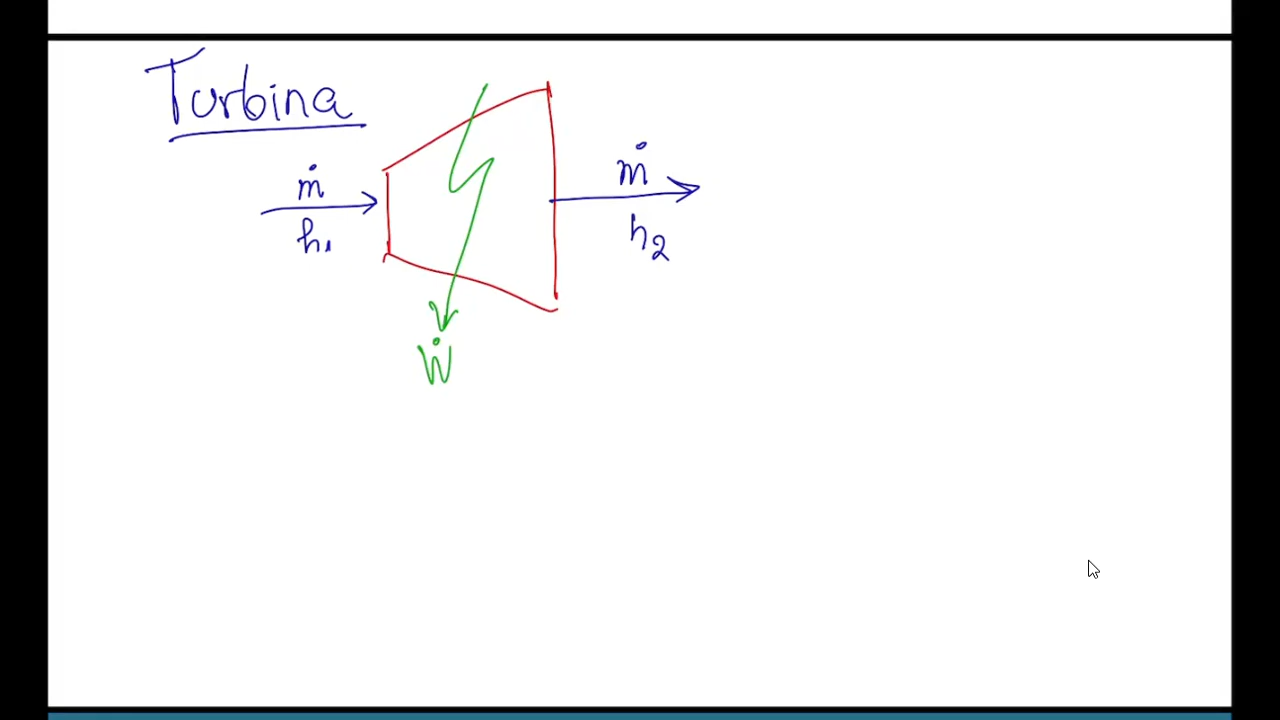 Turbina
ṁ
h₁
ṁ
h₂
Ẇ